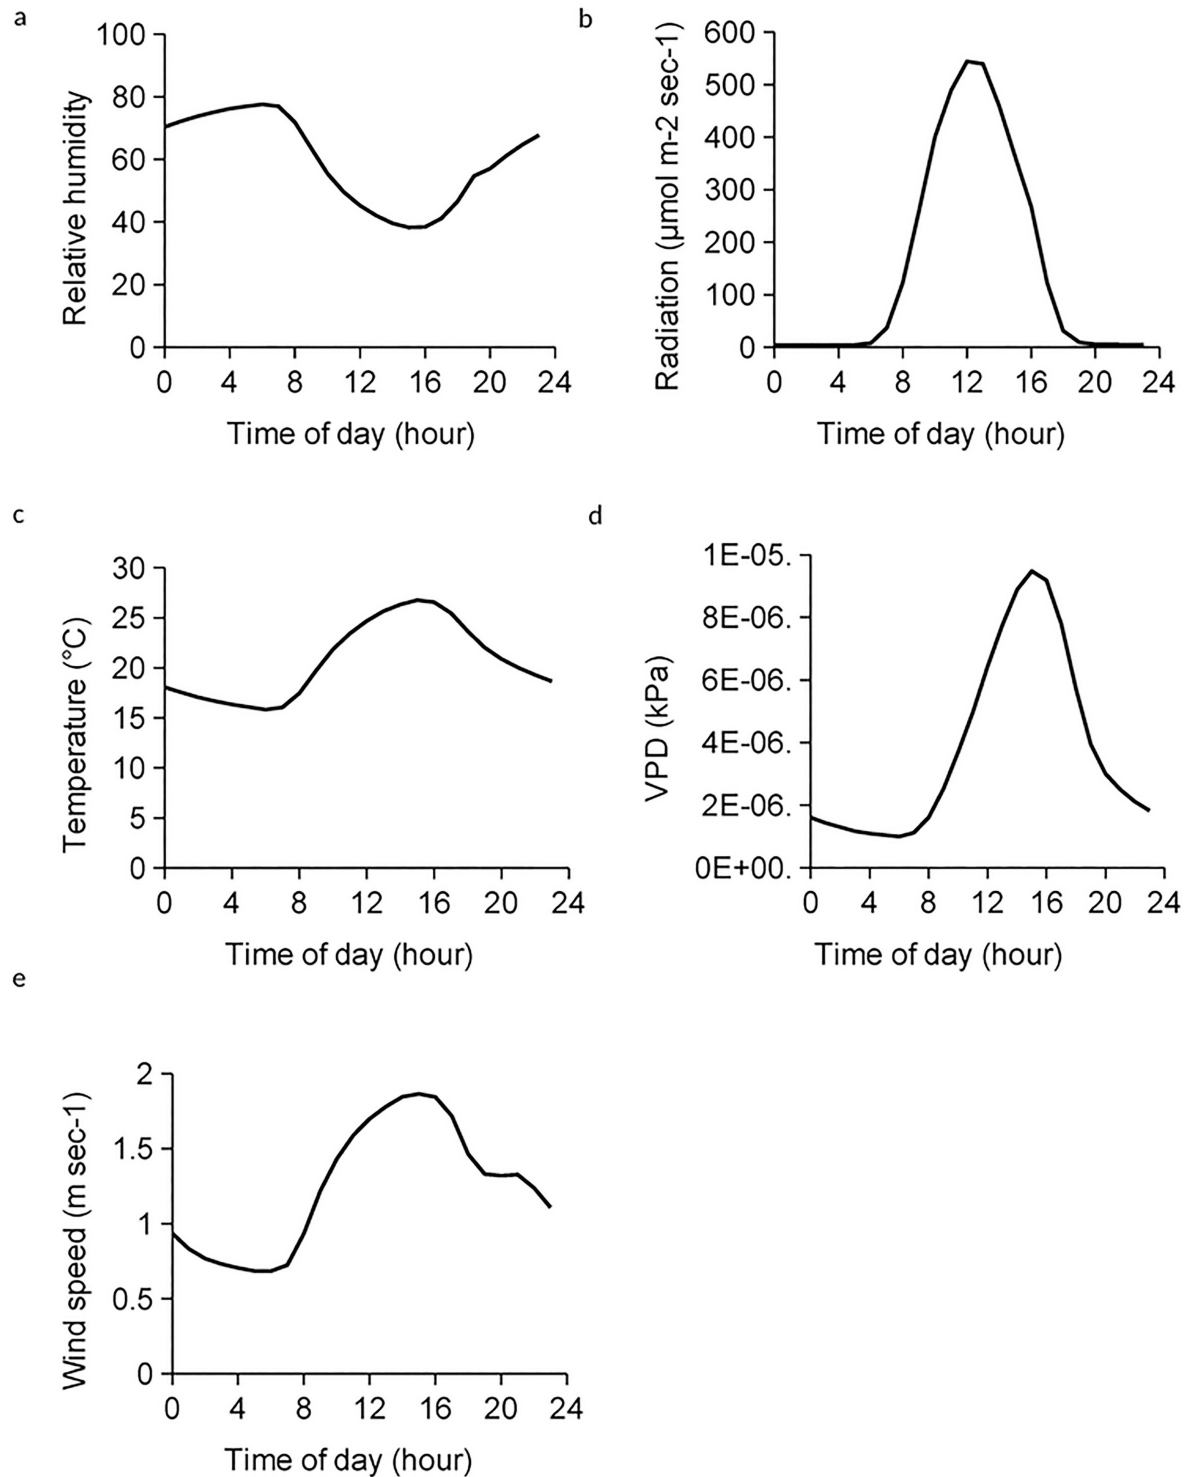 a
100
80
60
40
20
0
Relative humidity
0 4 8 12 16 20 24
Time of day (hour)
b
600
500
400
300
200
100
0
Radiation (µmol m-2 sec-1)
0 4 8 12 16 20 24
Time of day (hour)
c
30
25
20
15
10
5
0
Temperature (°C)
0 4 8 12 16 20 24
Time of day (hour)
d
1E-05.
8E-06.
6E-06.
4E-06.
2E-06.
0E+00.
VPD (kPa)
0 4 8 12 16 20 24
Time of day (hour)
e
2
1.5
1
0.5
0
Wind speed (m sec-1)
0 4 8 12 16 20 24
Time of day (hour)